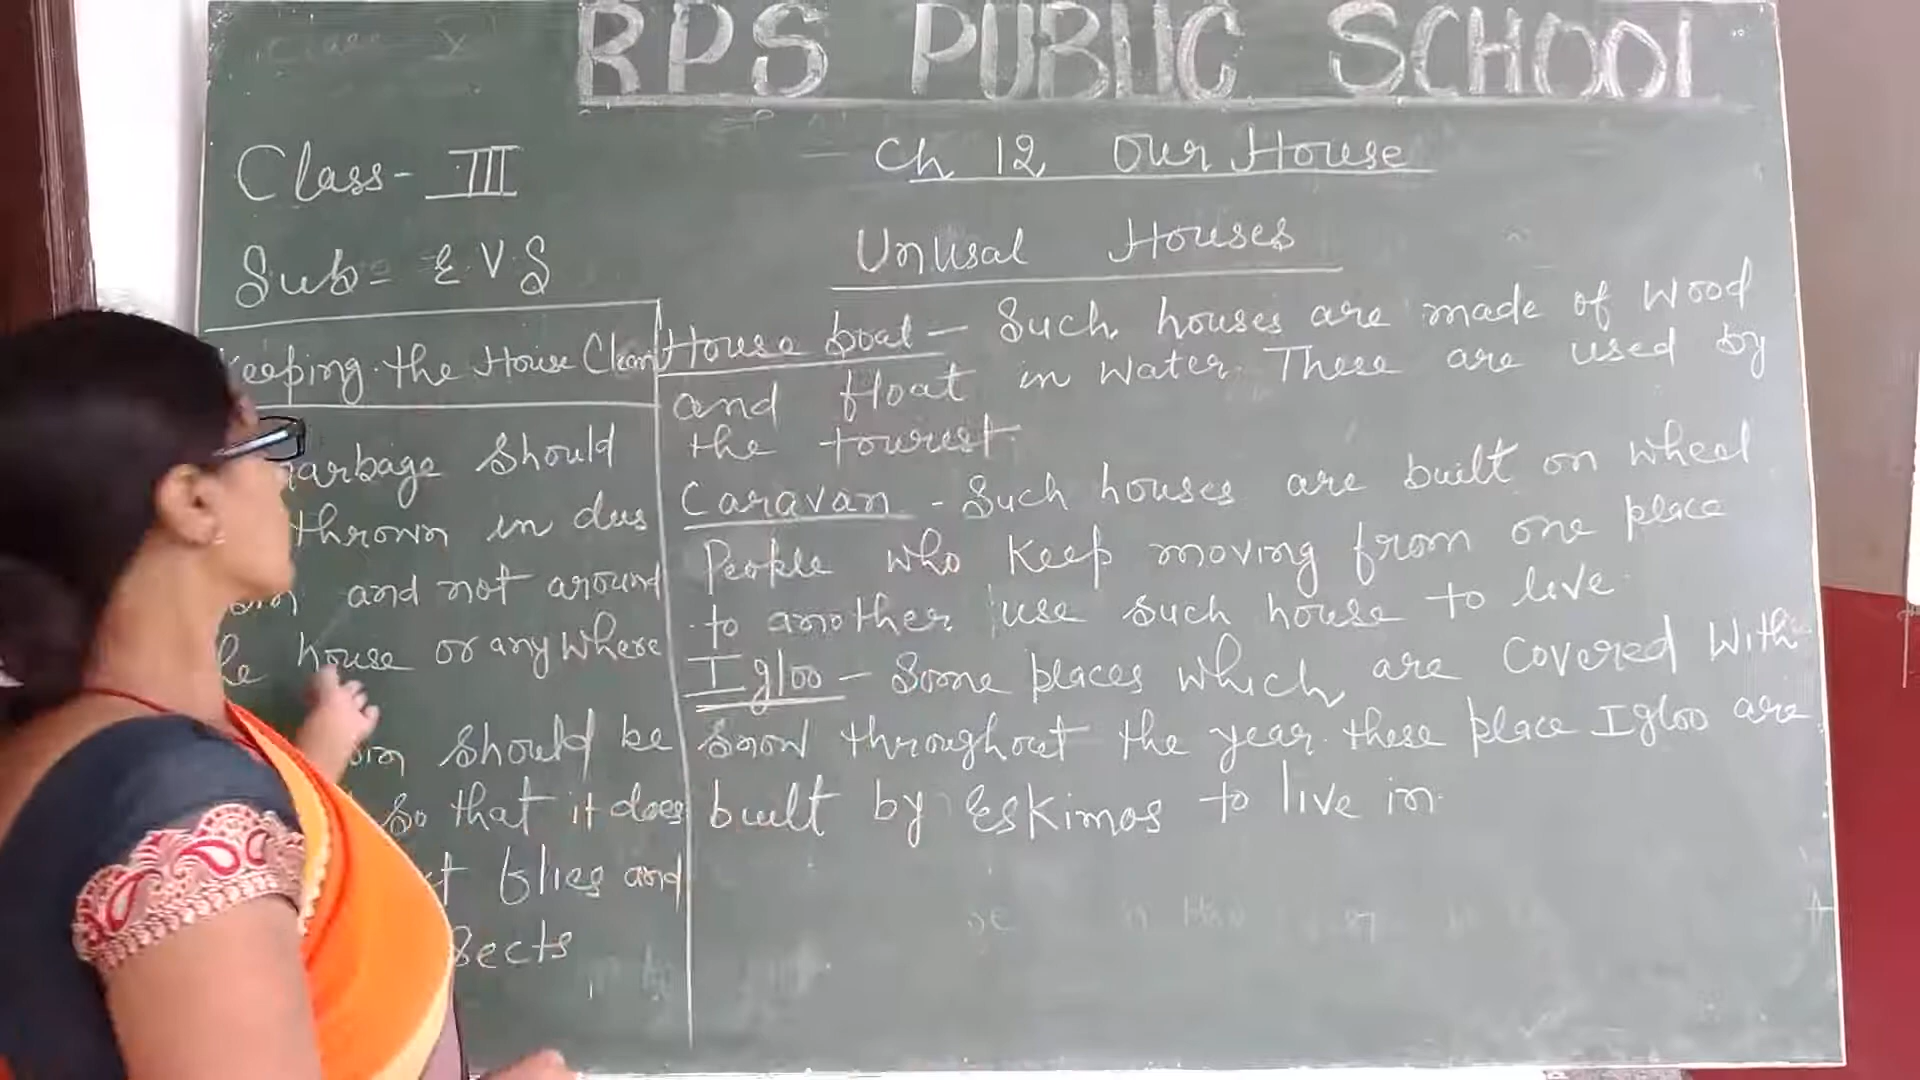 RPS PUBLIC SCHOOL
Class - III
Sub - EVS
Ch 12 Our House
Unusal Houses
Keeping the House Clean
garbage should
thrown in dus
and not around
house or any where
should be
so that it does
flies and
sects
House boat - Such houses are made of wood
and float in water. These are used by
the tourest.
Caravan - Such houses are built on wheel
People who keep moving from one place
to another use such house to live.
Igloo - Some places which are covered with
snow throughout the year. these place Igloo are
built by Eskimos to live in.